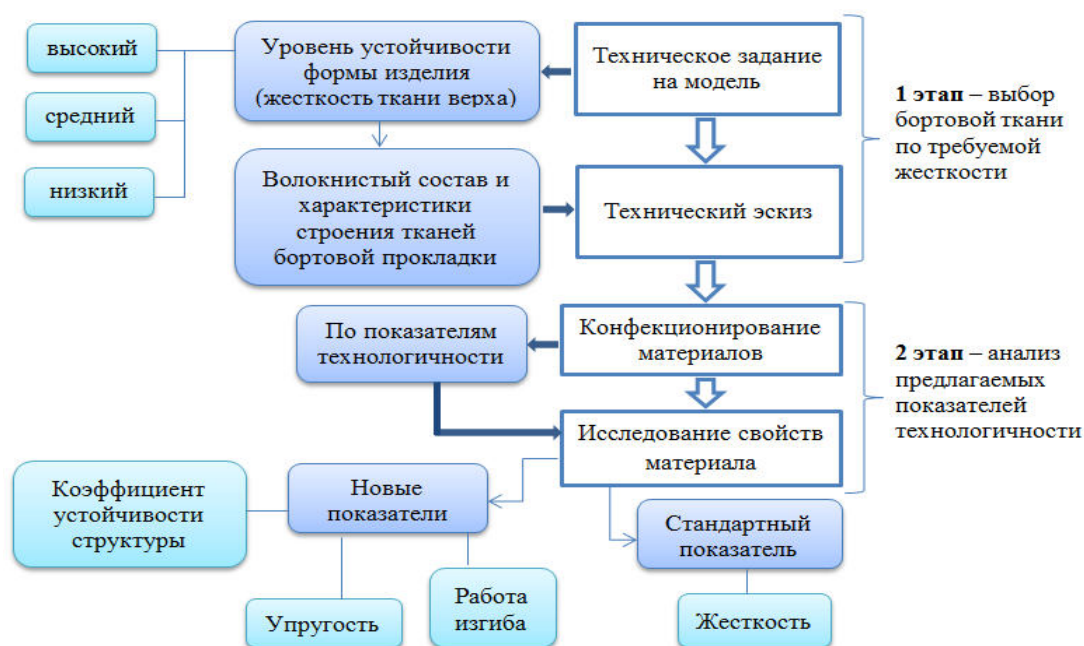 высокий
средний
низкий
Уровень устойчивости
формы изделия
(жесткость ткани верха)
Техническое задание
на модель
1 этап – выбор
бортовой ткани
по требуемой
жесткости
Волокнистый состав и
характеристики
строения тканей
бортовой прокладки
Технический эскиз
По показателям
технологичности
Конфекционирование
материалов
2 этап – анализ
предлагаемых
показателей
технологичности
Исследование свойств
материала
Коэффициент
устойчивости
структуры
Новые
показатели
Стандартный
показатель
Упругость
Работа
изгиба
Жесткость